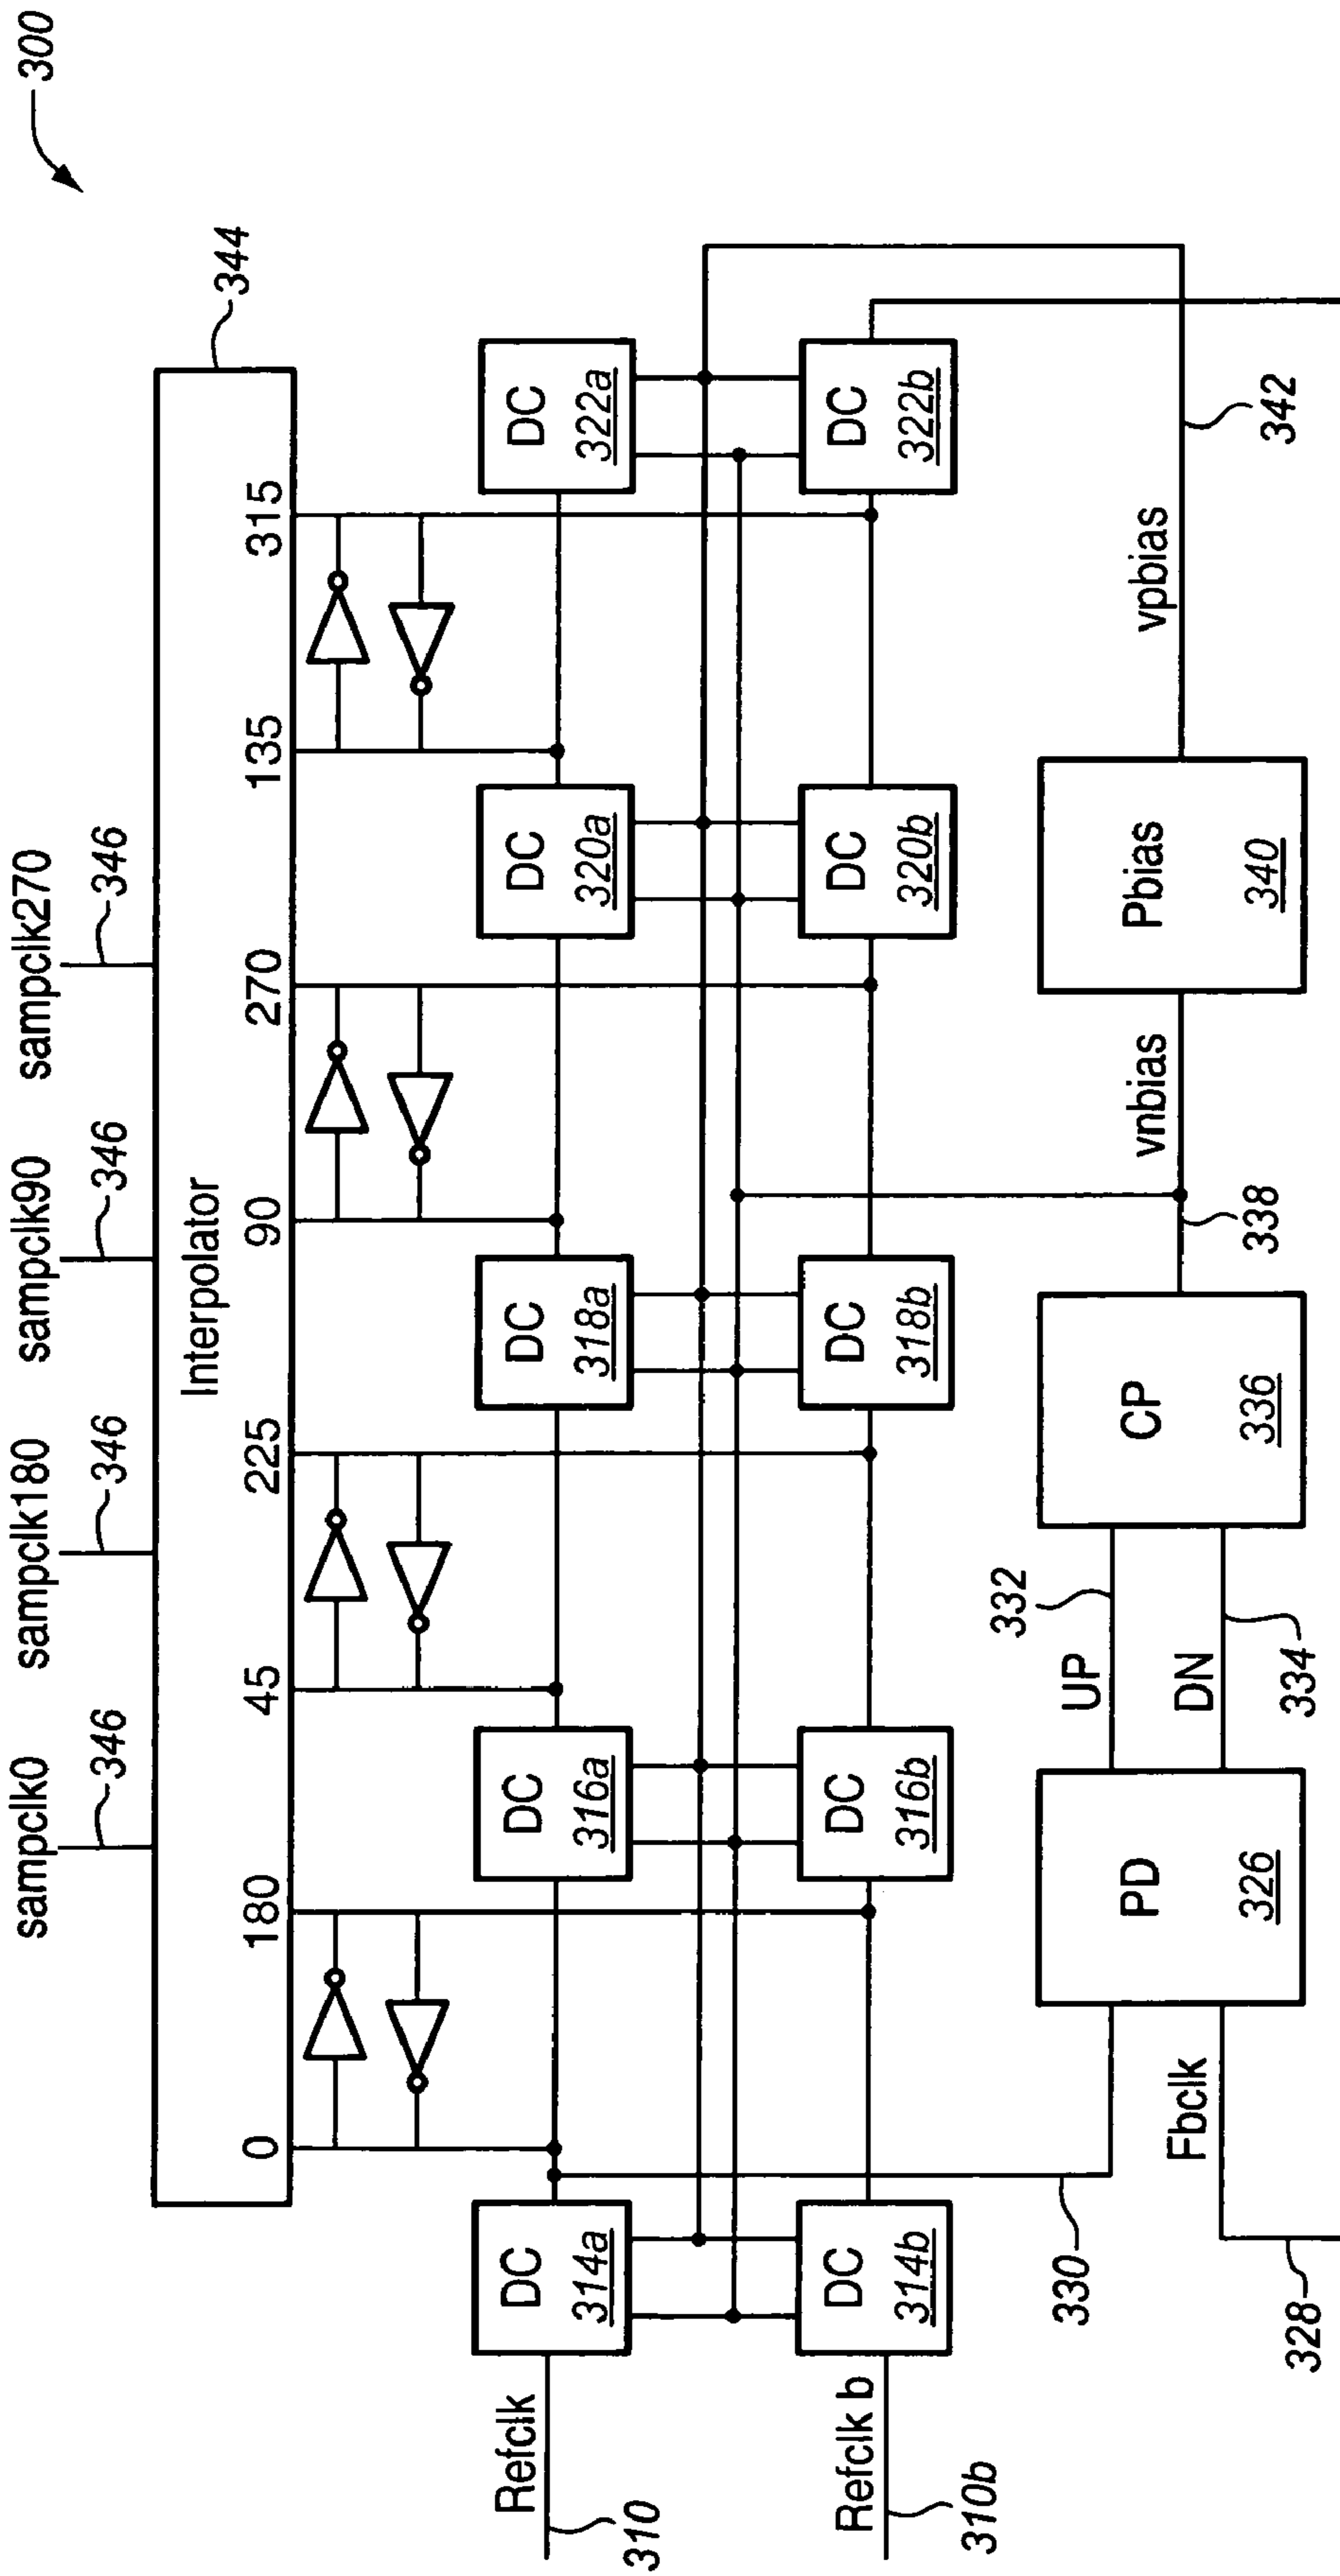 300
sampclk0
sampclk180
sampclk90
sampclk270
346
346
346
346
344
Interpolator
0
180
45
225
90
270
135
315
Refclk
310
DC
314a
DC
316a
DC
318a
DC
320a
DC
322a
Refclk b
310b
DC
314b
DC
316b
DC
318b
DC
320b
DC
322b
330
Fbclk
328
PD
326
UP
332
DN
334
CP
336
338
vnbias
Pbias
340
vpbias
342